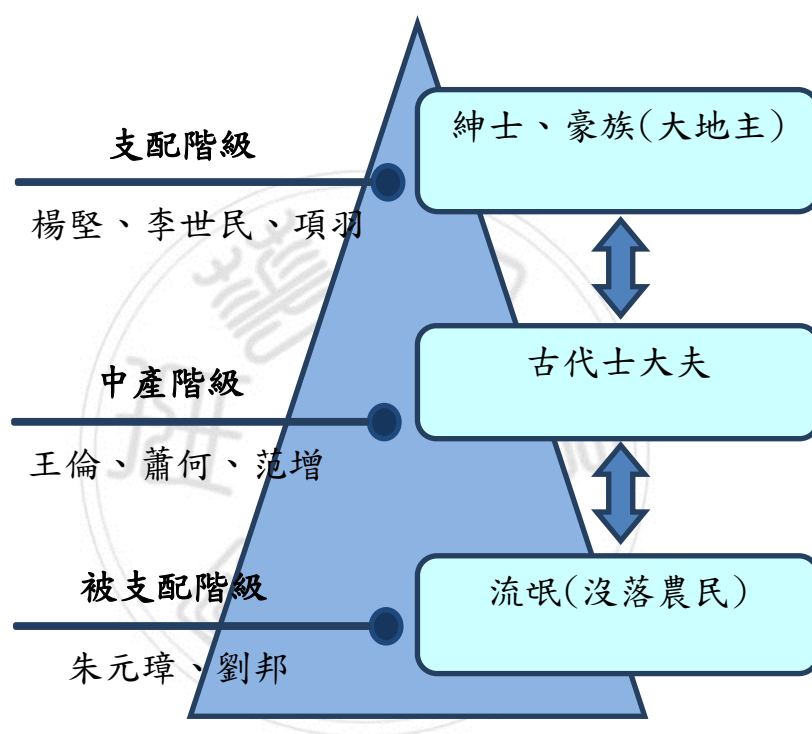 支配階級
楊堅、李世民、項羽
紳士、豪族(大地主)
中產階級
王倫、蕭何、范增
古代士大夫
被支配階級
朱元璋、劉邦
流氓(沒落農民)